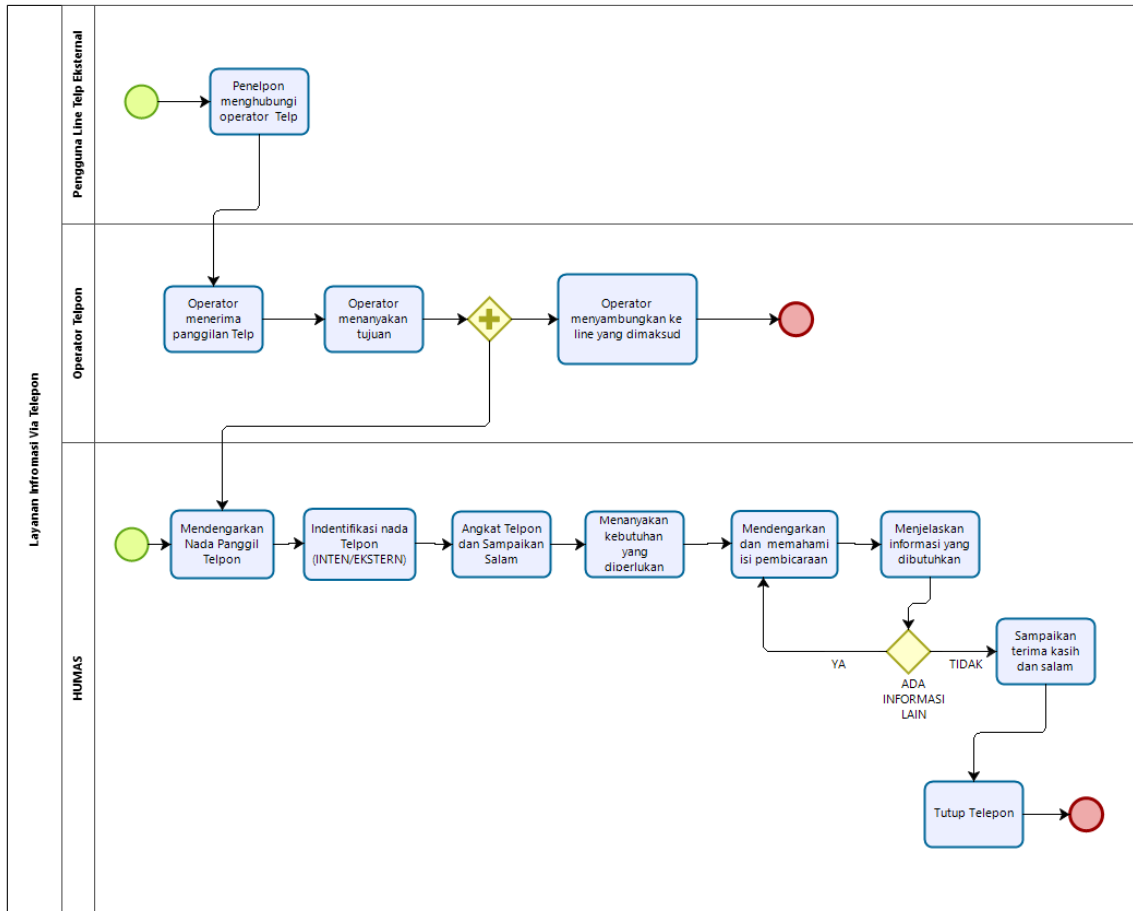 Layanan Infromasi Via Telepon
Pengguna Line Telp Eksternal
Penelpon
menghubungi
operator Telp
Operator Telpon
Operator
menerima
panggilan Telp
Operator
menanyakan
tujuan
Operator
menyambungkan ke
line yang dimaksud
HUMAS
Mendengarkan
Nada Panggil
Telpon
Indentifikasi nada
Telpon
(INTEN/EKSTERN)
Angkat Telpon
dan Sampaikan
Salam
Menanyakan
kebutuhan
yang
diperlukan
Mendengarkan
dan memahami
isi pembicaraan
Menjelaskan
informasi yang
dibutuhkan
YA
ADA
INFORMASI
LAIN
TIDAK
Sampaikan
terima kasih
dan salam
Tutup Telepon